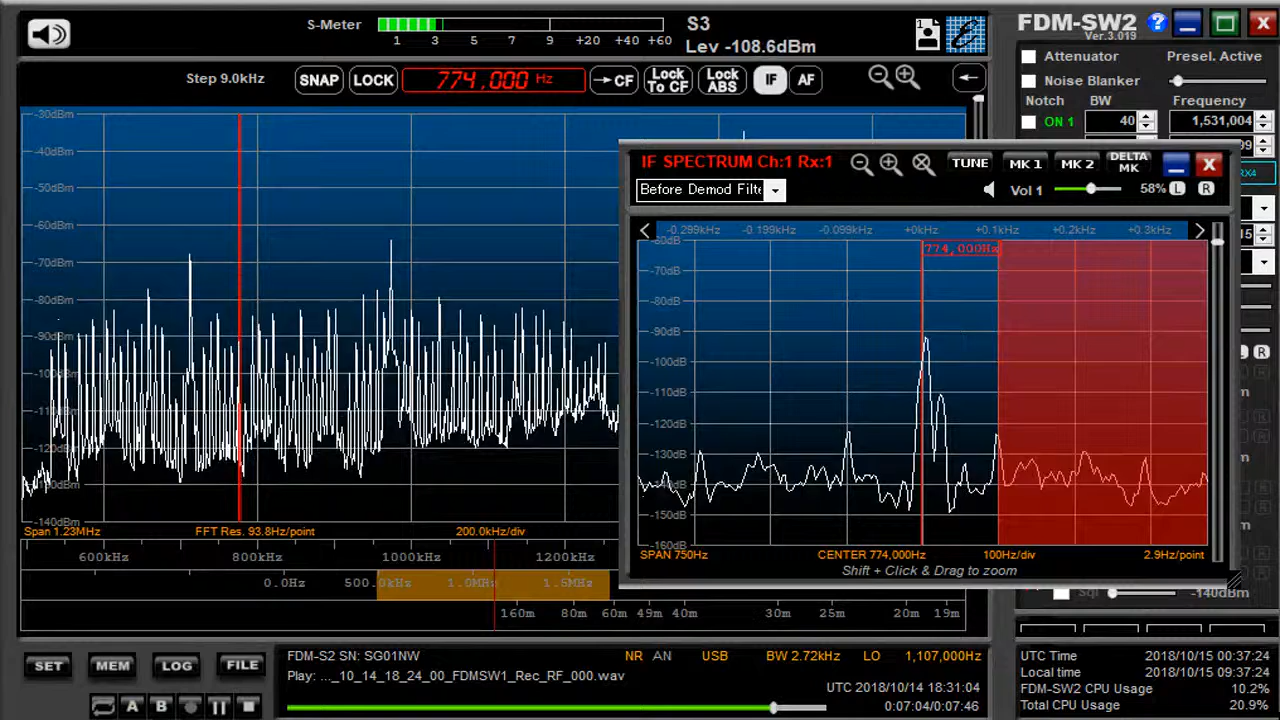 S-Meter
1 3 5 7 9 +20 +40 +60
S3
Lev -108.6dBm
FDM-SW2
Ver.3.019
Step 9.0kHz
SNAP
LOCK
774,000 Hz
→CF
Lock To CF
Lock ABS
IF
AF
Attenuator
Presel. Active
Noise Blanker
Notch
BW
Frequency
ON 1
40
1,531,004
-30dBm
-40dBm
-50dBm
-60dBm
-70dBm
-80dBm
-90dBm
-140dBm
Span 1.23MHz
FFT Res. 93.8Hz/point
200.0kHz/div
600kHz 800kHz 1000kHz 1200kHz
0.0Hz 500.0kHz 1.0MHz 1.5MHz
160m 80m 60m 49m 40m 30m 25m 20m 19m
IF SPECTRUM Ch:1 Rx:1
TUNE
MK 1
MK 2
DELTA MK
Before Demod Filte
Vol 1
58%
L
R
-0.299kHz -0.199kHz -0.099kHz +0kHz +0.1kHz +0.2kHz +0.3kHz
774,000Hz
-70dB
-80dB
-90dB
-100dB
-110dB
-120dB
-130dB
-140dB
-150dB
-160dB
SPAN 750Hz
CENTER 774,000Hz
100Hz/div
2.9Hz/point
Shift + Click & Drag to zoom
Sql
-140dBm
SET
MEM
LOG
FILE
A
B
FDM-S2 SN: SG01NW
NR AN
USB
BW 2.72kHz
LO 1,107,000Hz
Play: ..._10_14_18_24_00_FDMSW1_Rec_RF_000.wav
UTC 2018/10/14 18:31:04
0:07:04/0:07:46
UTC Time 2018/10/15 00:37:24
Local time 2018/10/15 09:37:24
FDM-SW2 CPU Usage 10.2%
Total CPU Usage 20.9%